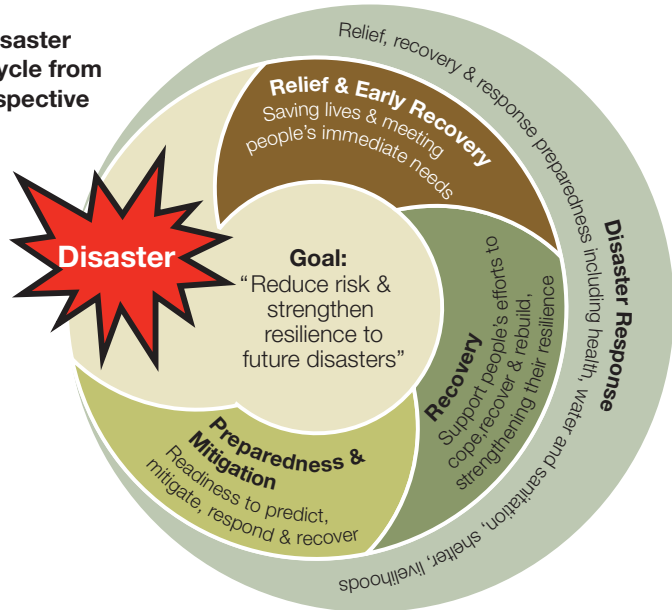 isaster
ycle from
spective
Disaster
Relief & Early Recovery
Saving lives & meeting
people's immediate needs
Goal:
“Reduce risk &
strengthen
resilience to
future disasters”
Recovery
Support people's efforts to
cope,recover & rebuild,
strengthening their resilience
Preparedness &
Mitigation
Readiness to predict,
mitigate, respond & recover
Disaster Response
Relief, recovery & response preparedness including health, water and sanitation, shelter, livelihoods